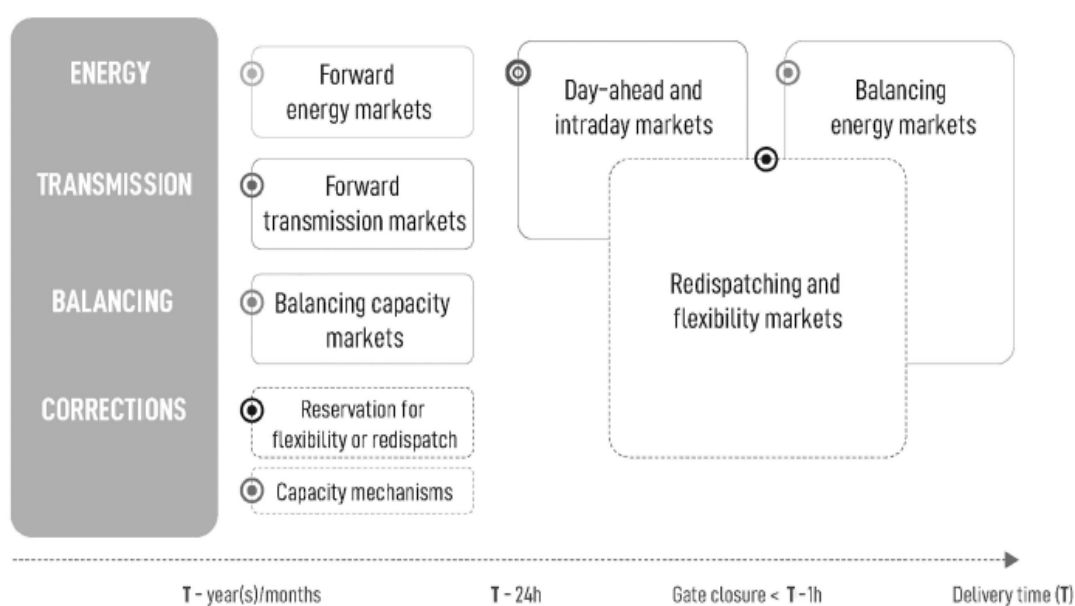 ENERGY
Forward
energy markets
Day-ahead and
intraday markets
Balancing
energy markets
TRANSMISSION
Forward
transmission markets
Redispatching and
flexibility markets
BALANCING
Balancing capacity
markets
CORRECTIONS
Reservation for
flexibility or redispatch
Capacity mechanisms
T - year(s)/months
T - 24h
Gate closure < T-1h
Delivery time (T)